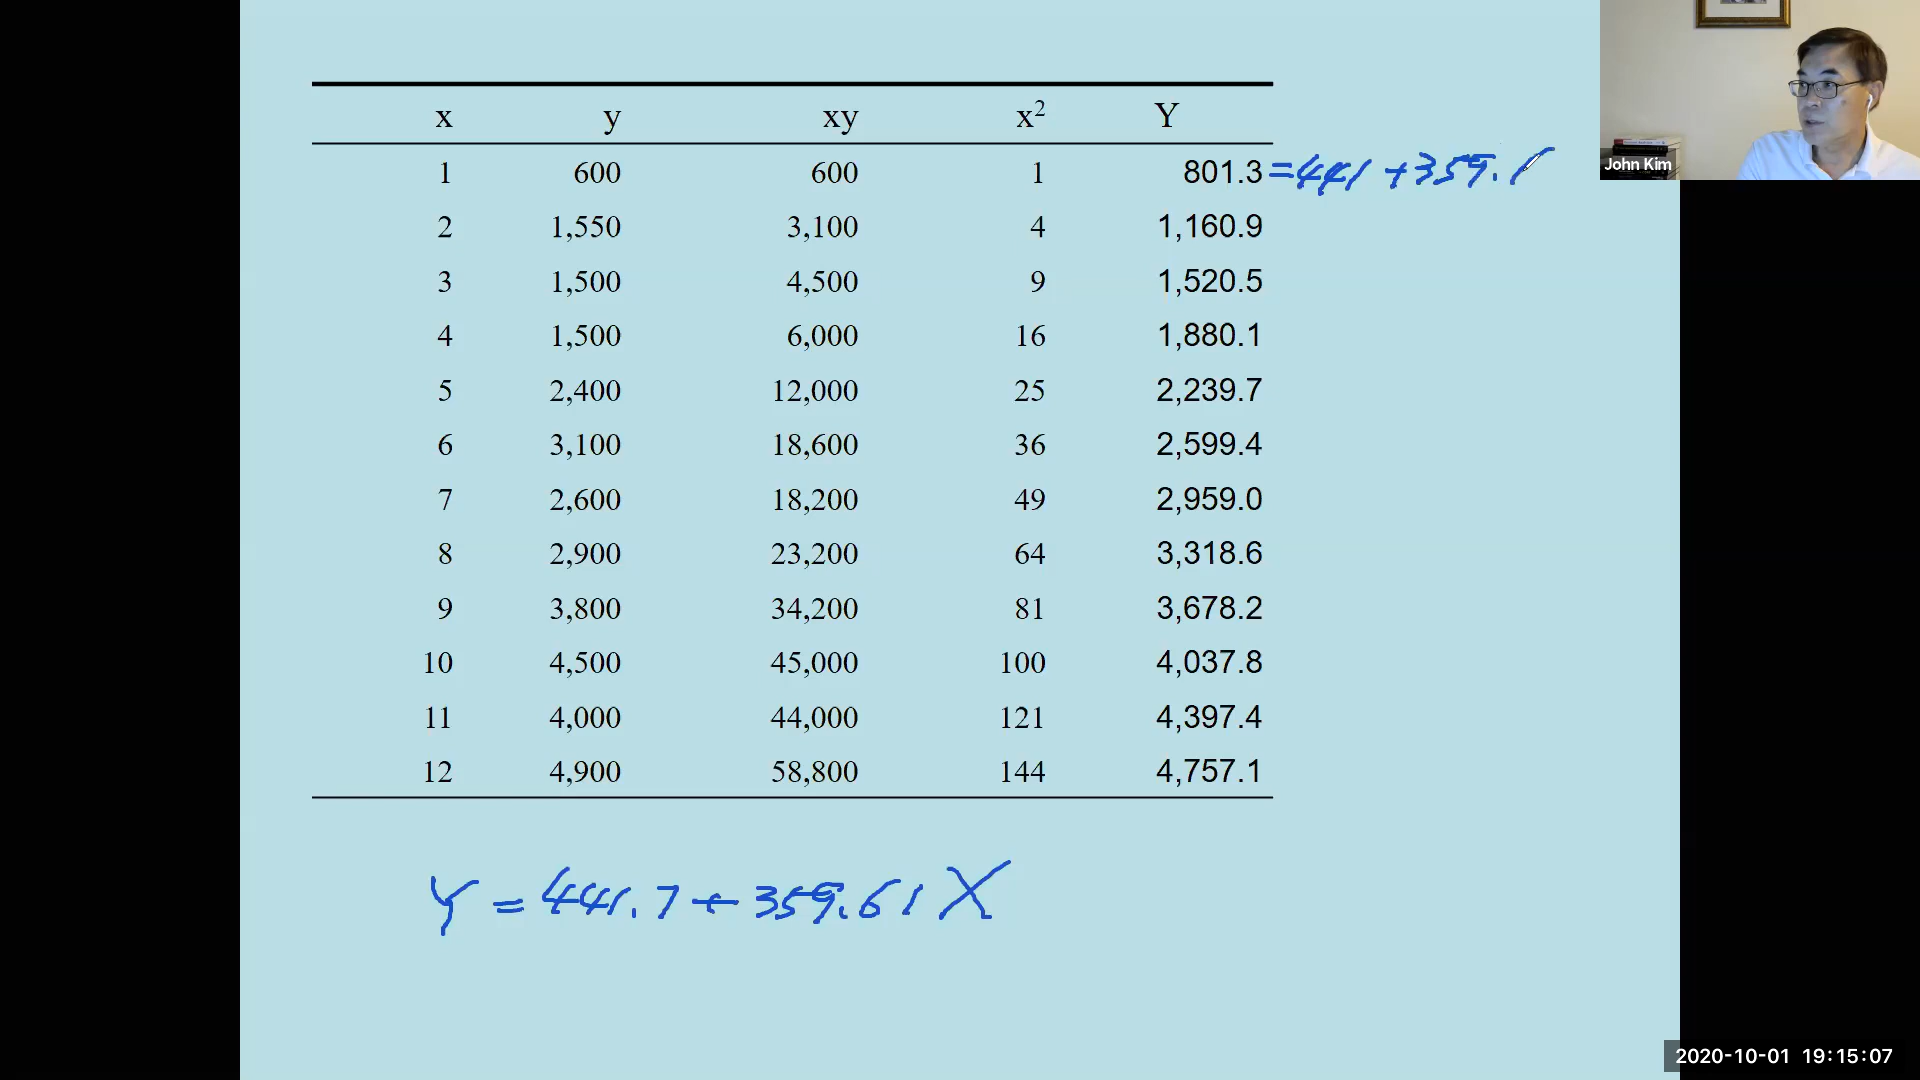 x y xy x² Y
1 600 600 1 801.3 =441 +359.6
2 1,550 3,100 4 1,160.9
3 1,500 4,500 9 1,520.5
4 1,500 6,000 16 1,880.1
5 2,400 12,000 25 2,239.7
6 3,100 18,600 36 2,599.4
7 2,600 18,200 49 2,959.0
8 2,900 23,200 64 3,318.6
9 3,800 34,200 81 3,678.2
10 4,500 45,000 100 4,037.8
11 4,000 44,000 121 4,397.4
12 4,900 58,800 144 4,757.1
Y = 441.7 + 359.61 X
John Kim
2020-10-01 19:15:07